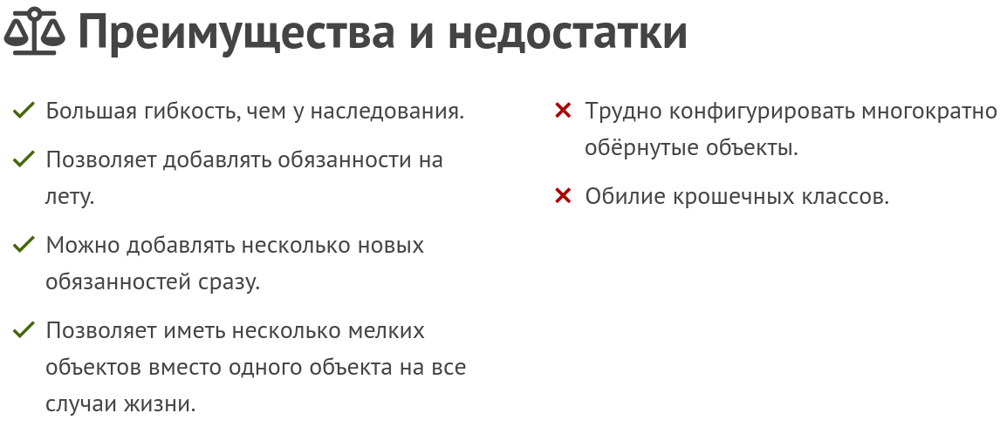 Преимущества и недостатки
Большая гибкость, чем у наследования.
Позволяет добавлять обязанности на
лету.
Можно добавлять несколько новых
обязанностей сразу.
Позволяет иметь несколько мелких
объектов вместо одного объекта на все
случаи жизни.
Трудно конфигурировать многократно
обёрнутые объекты.
Обилие крошечных классов.